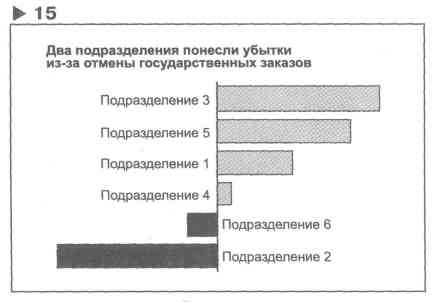 ▶ 15
Два подразделения понесли убытки
из-за отмены государственных заказов
Подразделение 3
Подразделение 5
Подразделение 1
Подразделение 4
Подразделение 6
Подразделение 2